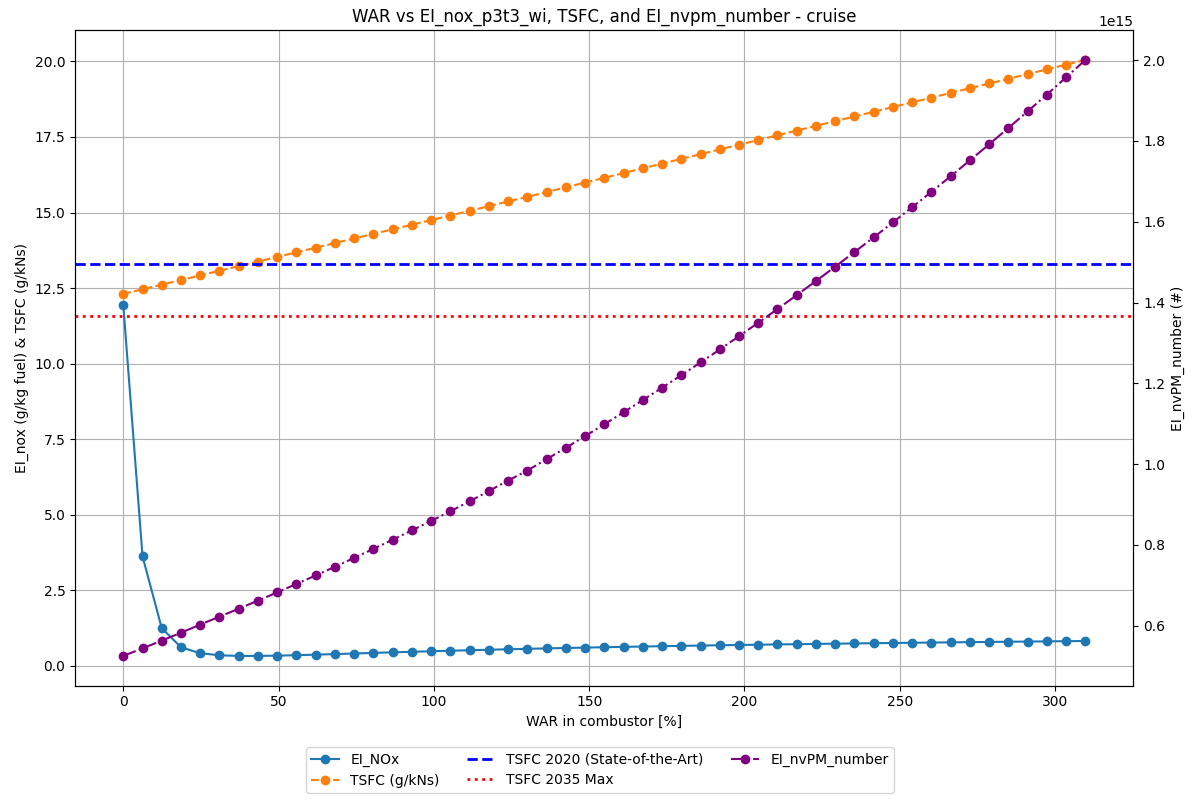 WAR vs EI_nox_p3t3_wi, TSFC, and EI_nvpm_number - cruise
1e15
20.0
17.5
15.0
12.5
10.0
7.5
5.0
2.5
0.0
EI_nox (g/kg fuel) & TSFC (g/kNs)
2.0
1.8
1.6
1.4
1.2
1.0
0.8
0.6
EI_nvPM_number (#)
0 50 100 150 200 250 300
WAR in combustor [%]
EI_NOx
TSFC (g/kNs)
TSFC 2020 (State-of-the-Art)
TSFC 2035 Max
EI_nvPM_number